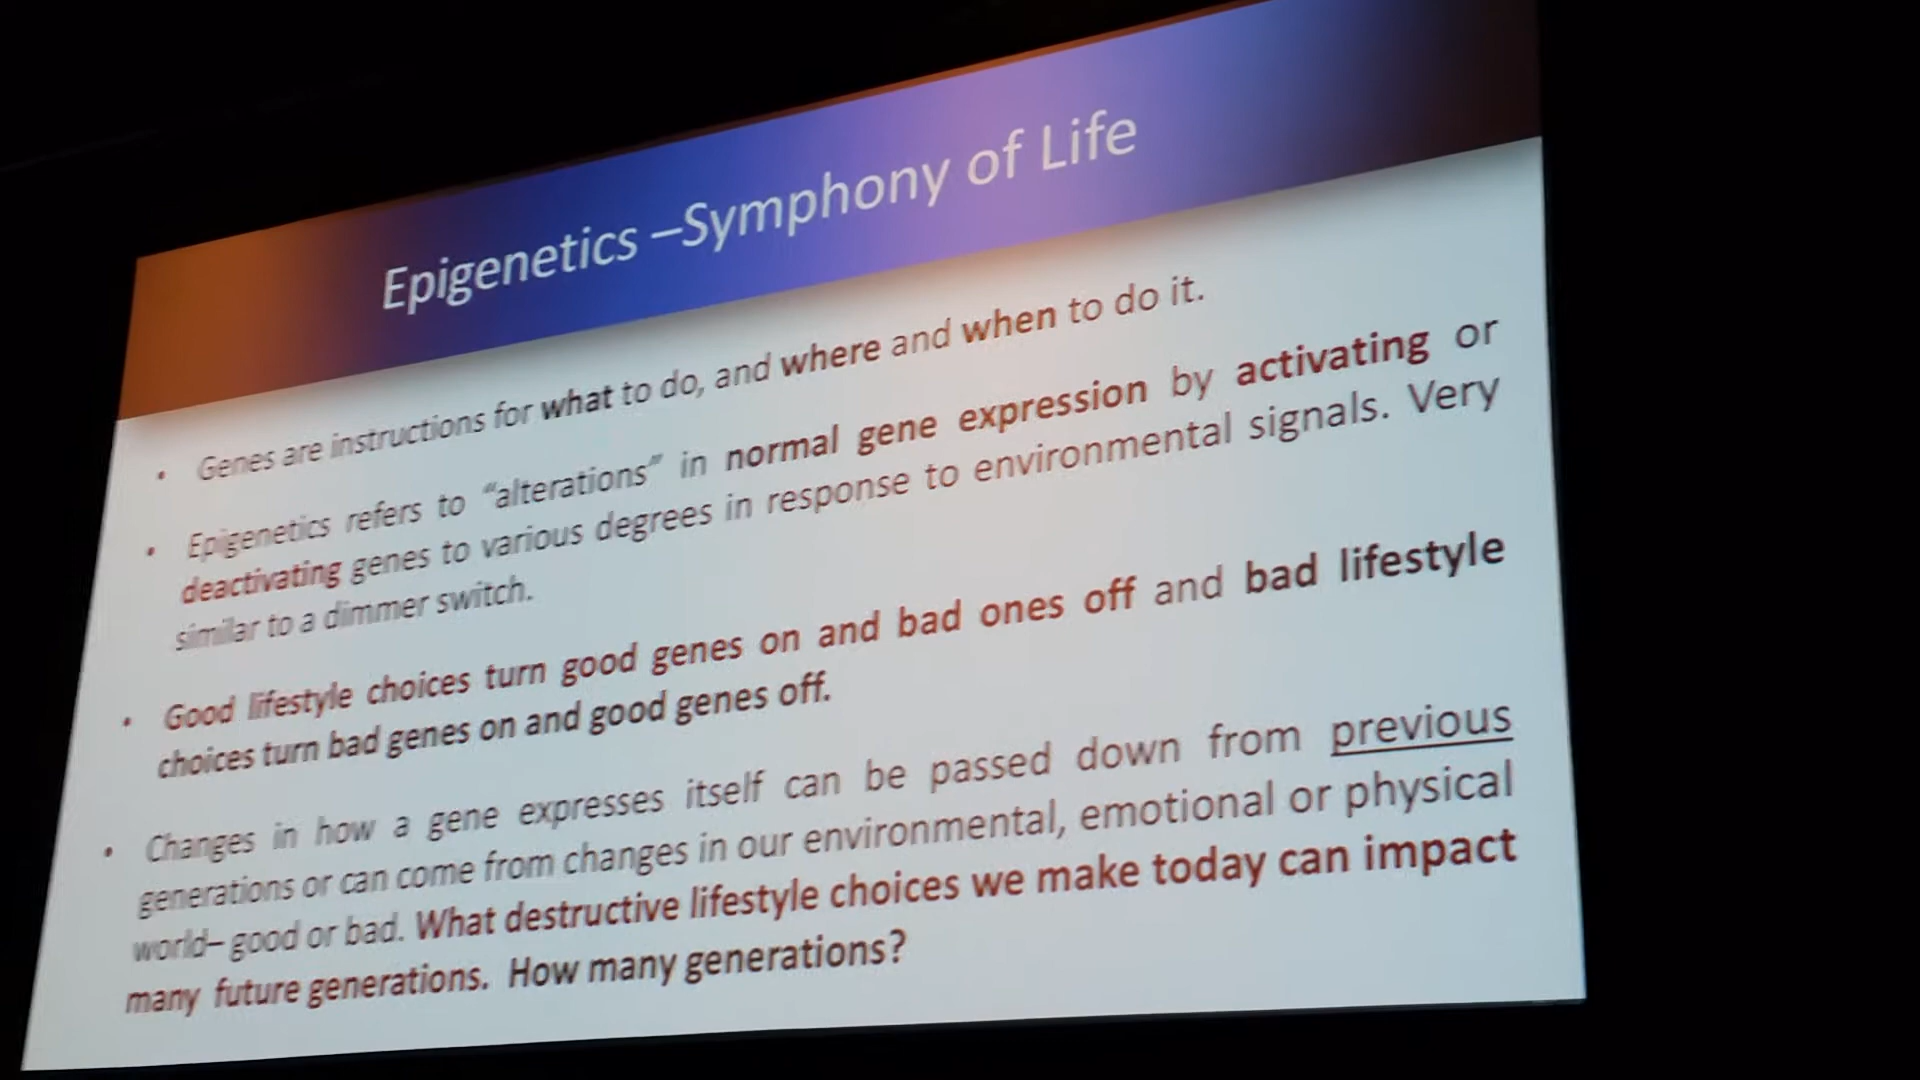 Epigenetics –Symphony of Life
• Genes are instructions for what to do, and where and when to do it.
• Epigenetics refers to “alterations” in normal gene expression by activating or
deactivating genes to various degrees in response to environmental signals. Very
similar to a dimmer switch.
• Good lifestyle choices turn good genes on and bad ones off and bad lifestyle
choices turn bad genes on and good genes off.
• Changes in how a gene expresses itself can be passed down from previous
generations or can come from changes in our environmental, emotional or physical
world– good or bad. What destructive lifestyle choices we make today can impact
many future generations. How many generations?